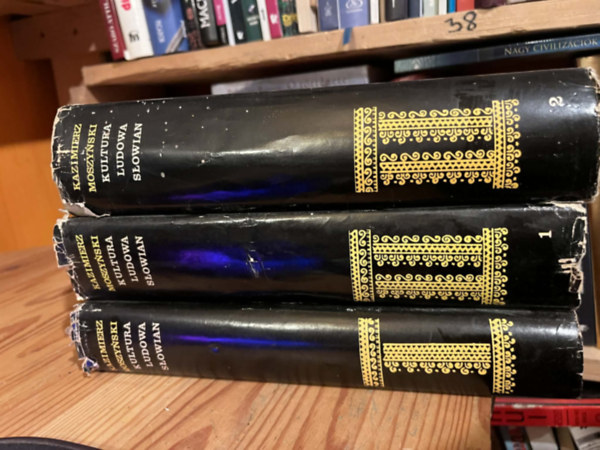 38
NAGY CIVILIZÁCIÓK
KAZIMIERZ
MOSZYŃSKI
KULTURA
LUDOWA
SŁOWIAN
2
KAZIMIERZ
MOSZYŃSKI
KULTURA
LUDOWA
SŁOWIAN
1
KAZIMIERZ
MOSZYŃSKI
KULTURA
LUDOWA
SŁOWIAN